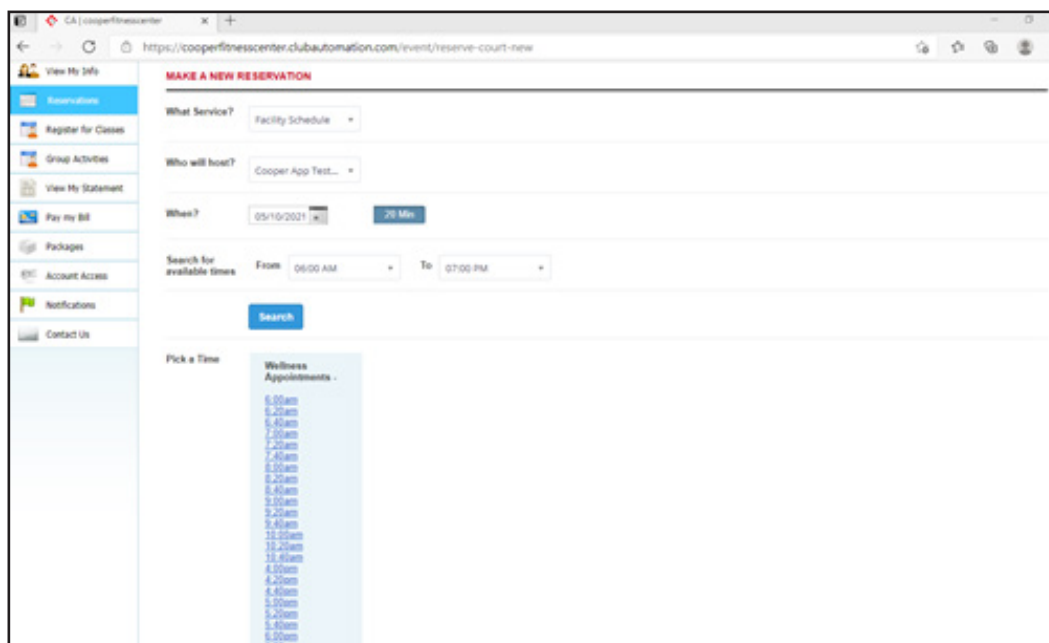 CA | cooperfitnesscenter
https://cooperfitnesscenter.clubautomation.com/event/reserve-court-new
View My Info
Reservations
Register for Classes
Group Activities
View My Statement
Pay my Bill
Packages
Account Access
Notifications
Contact Us
MAKE A NEW RESERVATION
What Service?
Facility Schedule
Who will host?
Cooper App Test...
When?
05/10/2021
20 Min
Search for
available times
From
06:00 AM
To
07:00 PM
Search
Pick a Time
Wellness
Appointments -
6:00am
6:20am
6:40am
7:00am
7:20am
7:40am
8:00am
8:20am
8:40am
9:00am
9:20am
9:40am
10:00am
10:20am
10:40am
4:00pm
4:20pm
4:40pm
5:00pm
5:20pm
5:40pm
6:00pm